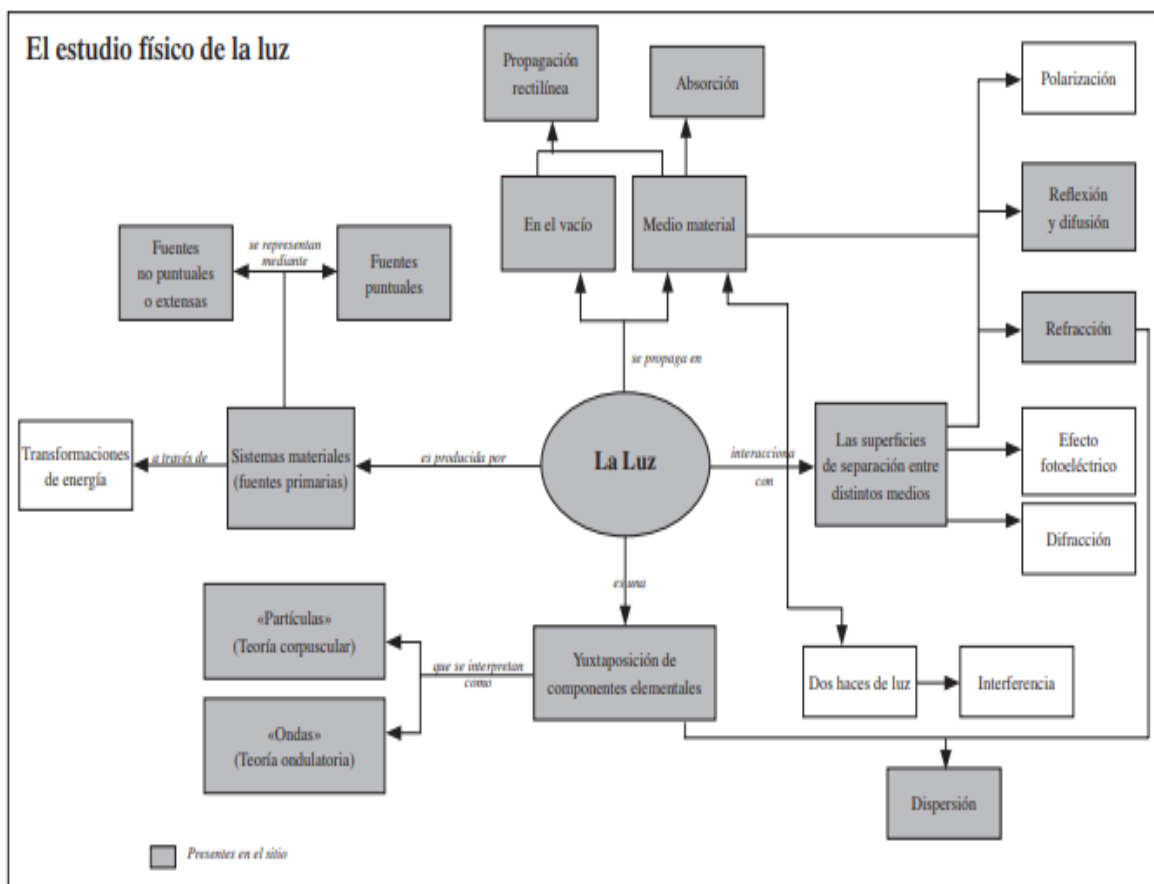 El estudio físico de la luz
Propagación
rectilínea
Absorción
Polarización
En el vacío
Medio material
Reflexión
y difusión
Fuentes
no puntuales
o extensas
se representan
mediante
Fuentes
puntuales
Refracción
se propaga en
Transformaciones
de energía
a través de
Sistemas materiales
(fuentes primarias)
es producida por
La Luz
interacciona
con
Las superficies
de separación entre
distintos medios
Efecto
fotoeléctrico
Difracción
es una
«Partículas»
(Teoría corpuscular)
que se interpretan
como
Yuxtaposición de
componentes elementales
Dos haces de luz
Interferencia
«Ondas»
(Teoría ondulatoria)
Dispersión
Presentes en el sitio